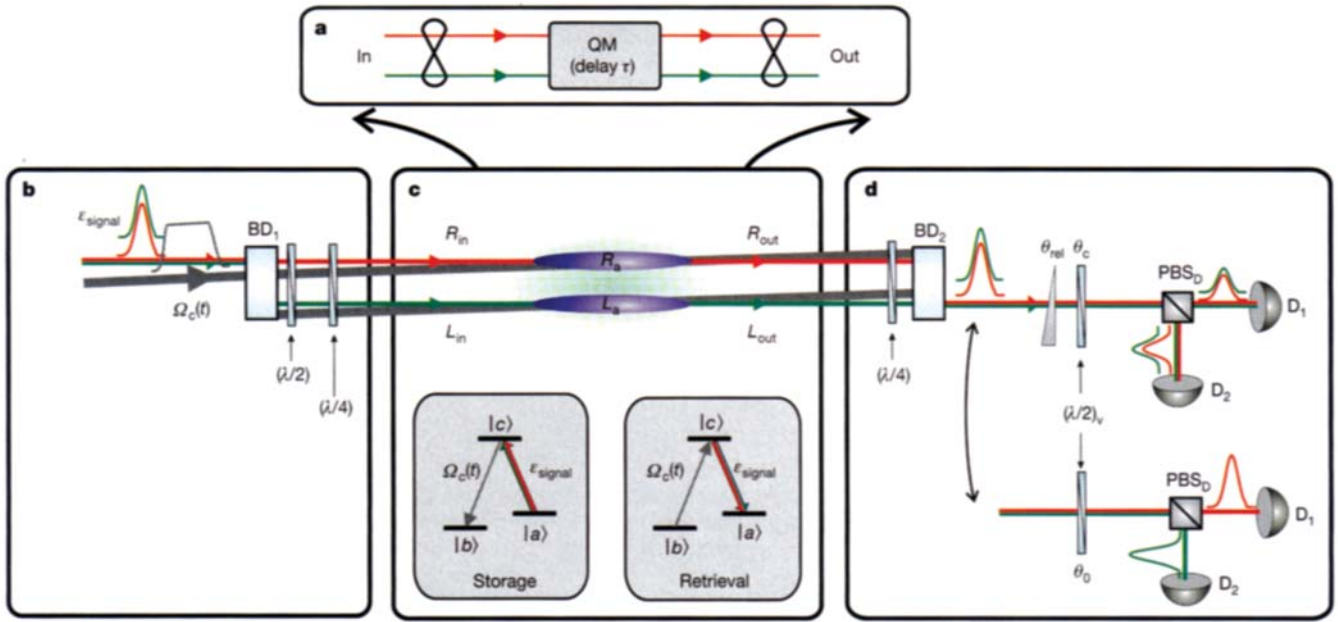 a
In
QM
(delay τ)
Out
b
εsignal
Ωc(t)
BD1
(λ/2)
(λ/4)
c
Rin
Rout
Ra
La
Lin
Lout
(λ/4)
|c⟩
Ωc(t)
εsignal
|b⟩
|a⟩
Storage
|c⟩
Ωc(t)
εsignal
|b⟩
|a⟩
Retrieval
d
BD2
θrel
θc
PBSD
D1
D2
(λ/2)v
PBSD
D1
θ0
D2